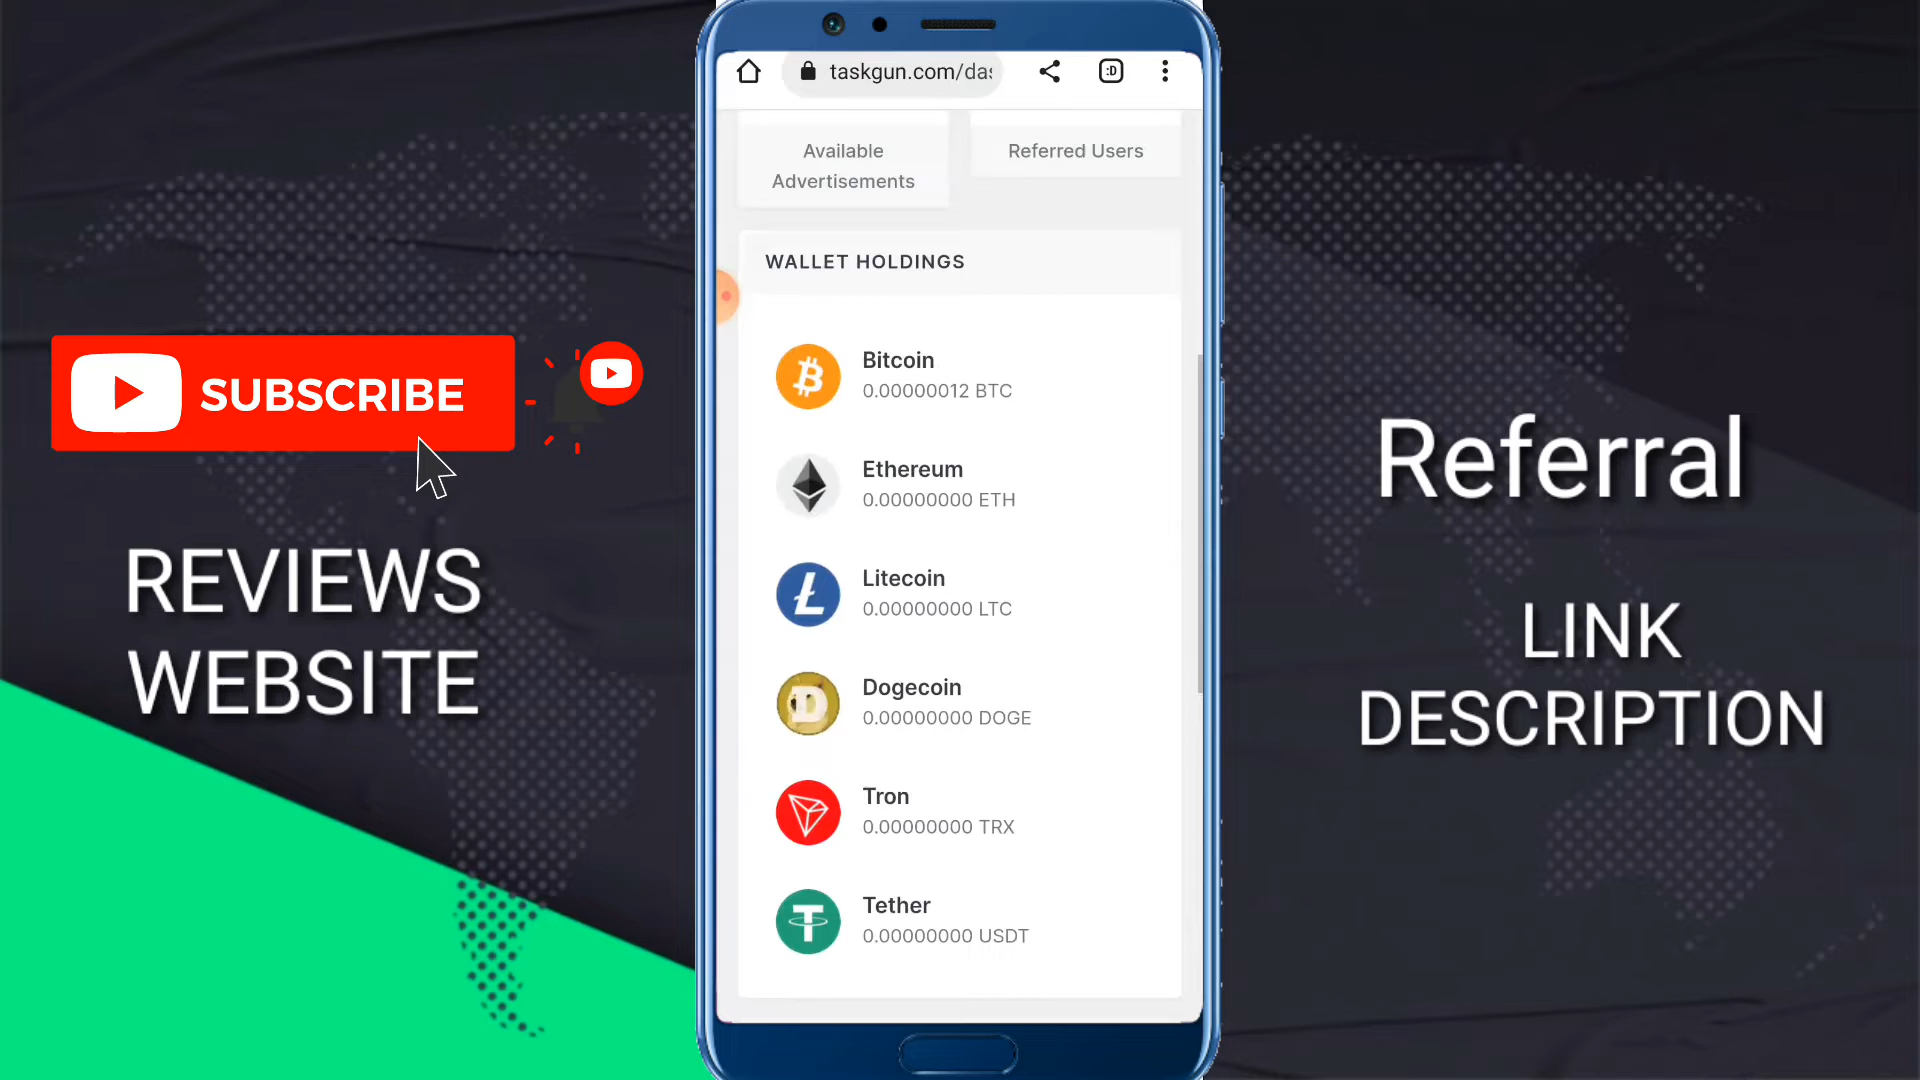 taskgun.com/das
:D
Available
Advertisements
Referred Users
WALLET HOLDINGS
Bitcoin
0.00000012 BTC
Ethereum
0.00000000 ETH
Litecoin
0.00000000 LTC
Dogecoin
0.00000000 DOGE
Tron
0.00000000 TRX
Tether
0.00000000 USDT
SUBSCRIBE
REVIEWS
WEBSITE
Referral
LINK
DESCRIPTION